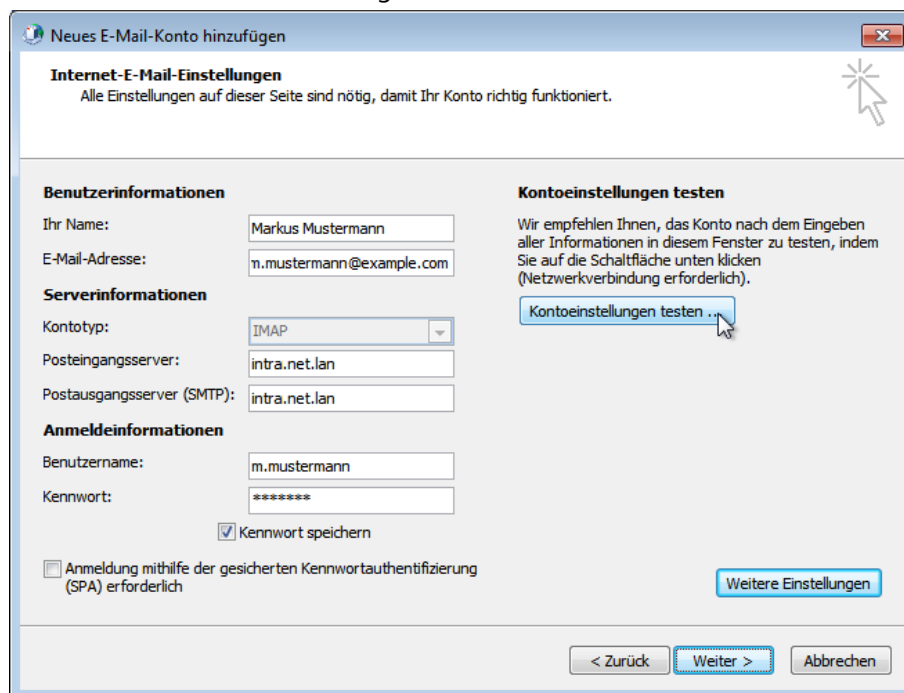 Neues E-Mail-Konto hinzufügen
Internet-E-Mail-Einstellungen
Alle Einstellungen auf dieser Seite sind nötig, damit Ihr Konto richtig funktioniert.
Benutzerinformationen
Ihr Name:
Markus Mustermann
E-Mail-Adresse:
m.mustermann@example.com
Serverinformationen
Kontotyp:
IMAP
Posteingangsserver:
intra.net.lan
Postausgangsserver (SMTP):
intra.net.lan
Anmeldeinformationen
Benutzername:
m.mustermann
Kennwort:
*******
Kennwort speichern
Anmeldung mithilfe der gesicherten Kennwortauthentifizierung
(SPA) erforderlich
Kontoeinstellungen testen
Wir empfehlen Ihnen, das Konto nach dem Eingeben
aller Informationen in diesem Fenster zu testen, indem
Sie auf die Schaltfläche unten klicken
(Netzwerkverbindung erforderlich).
Kontoeinstellungen testen ...
Weitere Einstellungen
< Zurück
Weiter >
Abbrechen